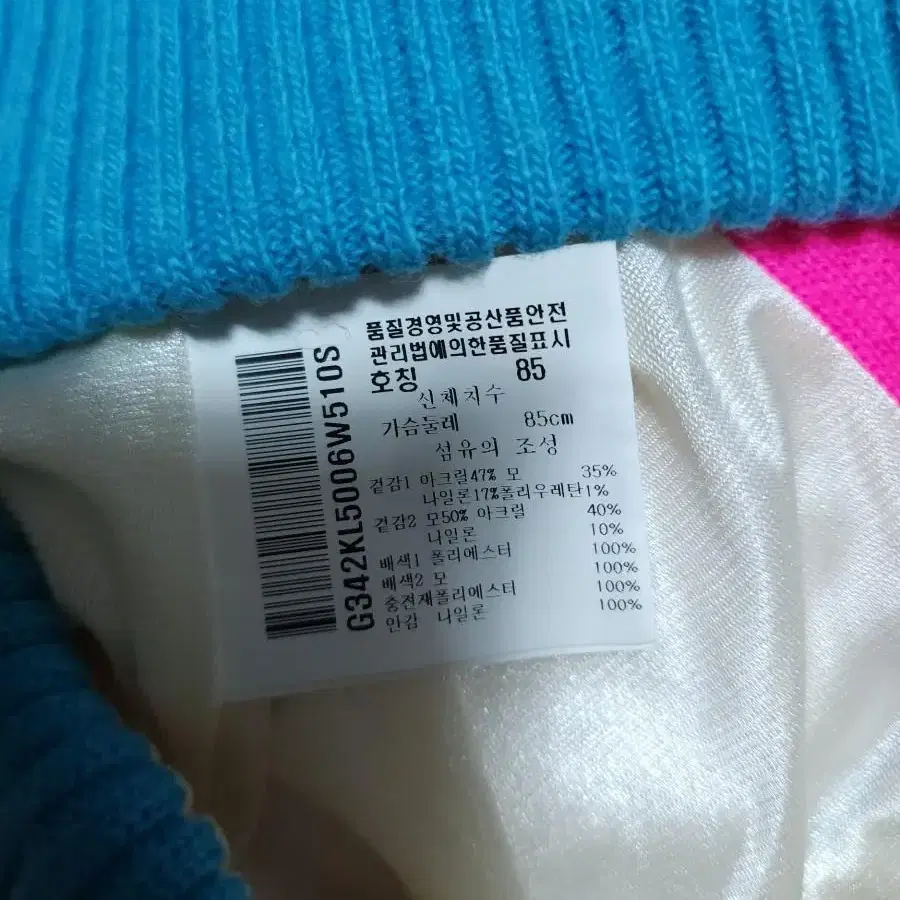 품질경영및공산품안전
관리법에의한품질표시
호칭 85
신체치수
가슴둘레 85cm
섬유의 조성
겉감1 아크릴47% 모 35%
나일론17%폴리우레탄1%
겉감2 모50% 아크릴 40%
나일론 10%
배색1 폴리에스터 100%
배색2 모 100%
충전재폴리에스터 100%
안감 나일론 100%
G342KL5006W510S